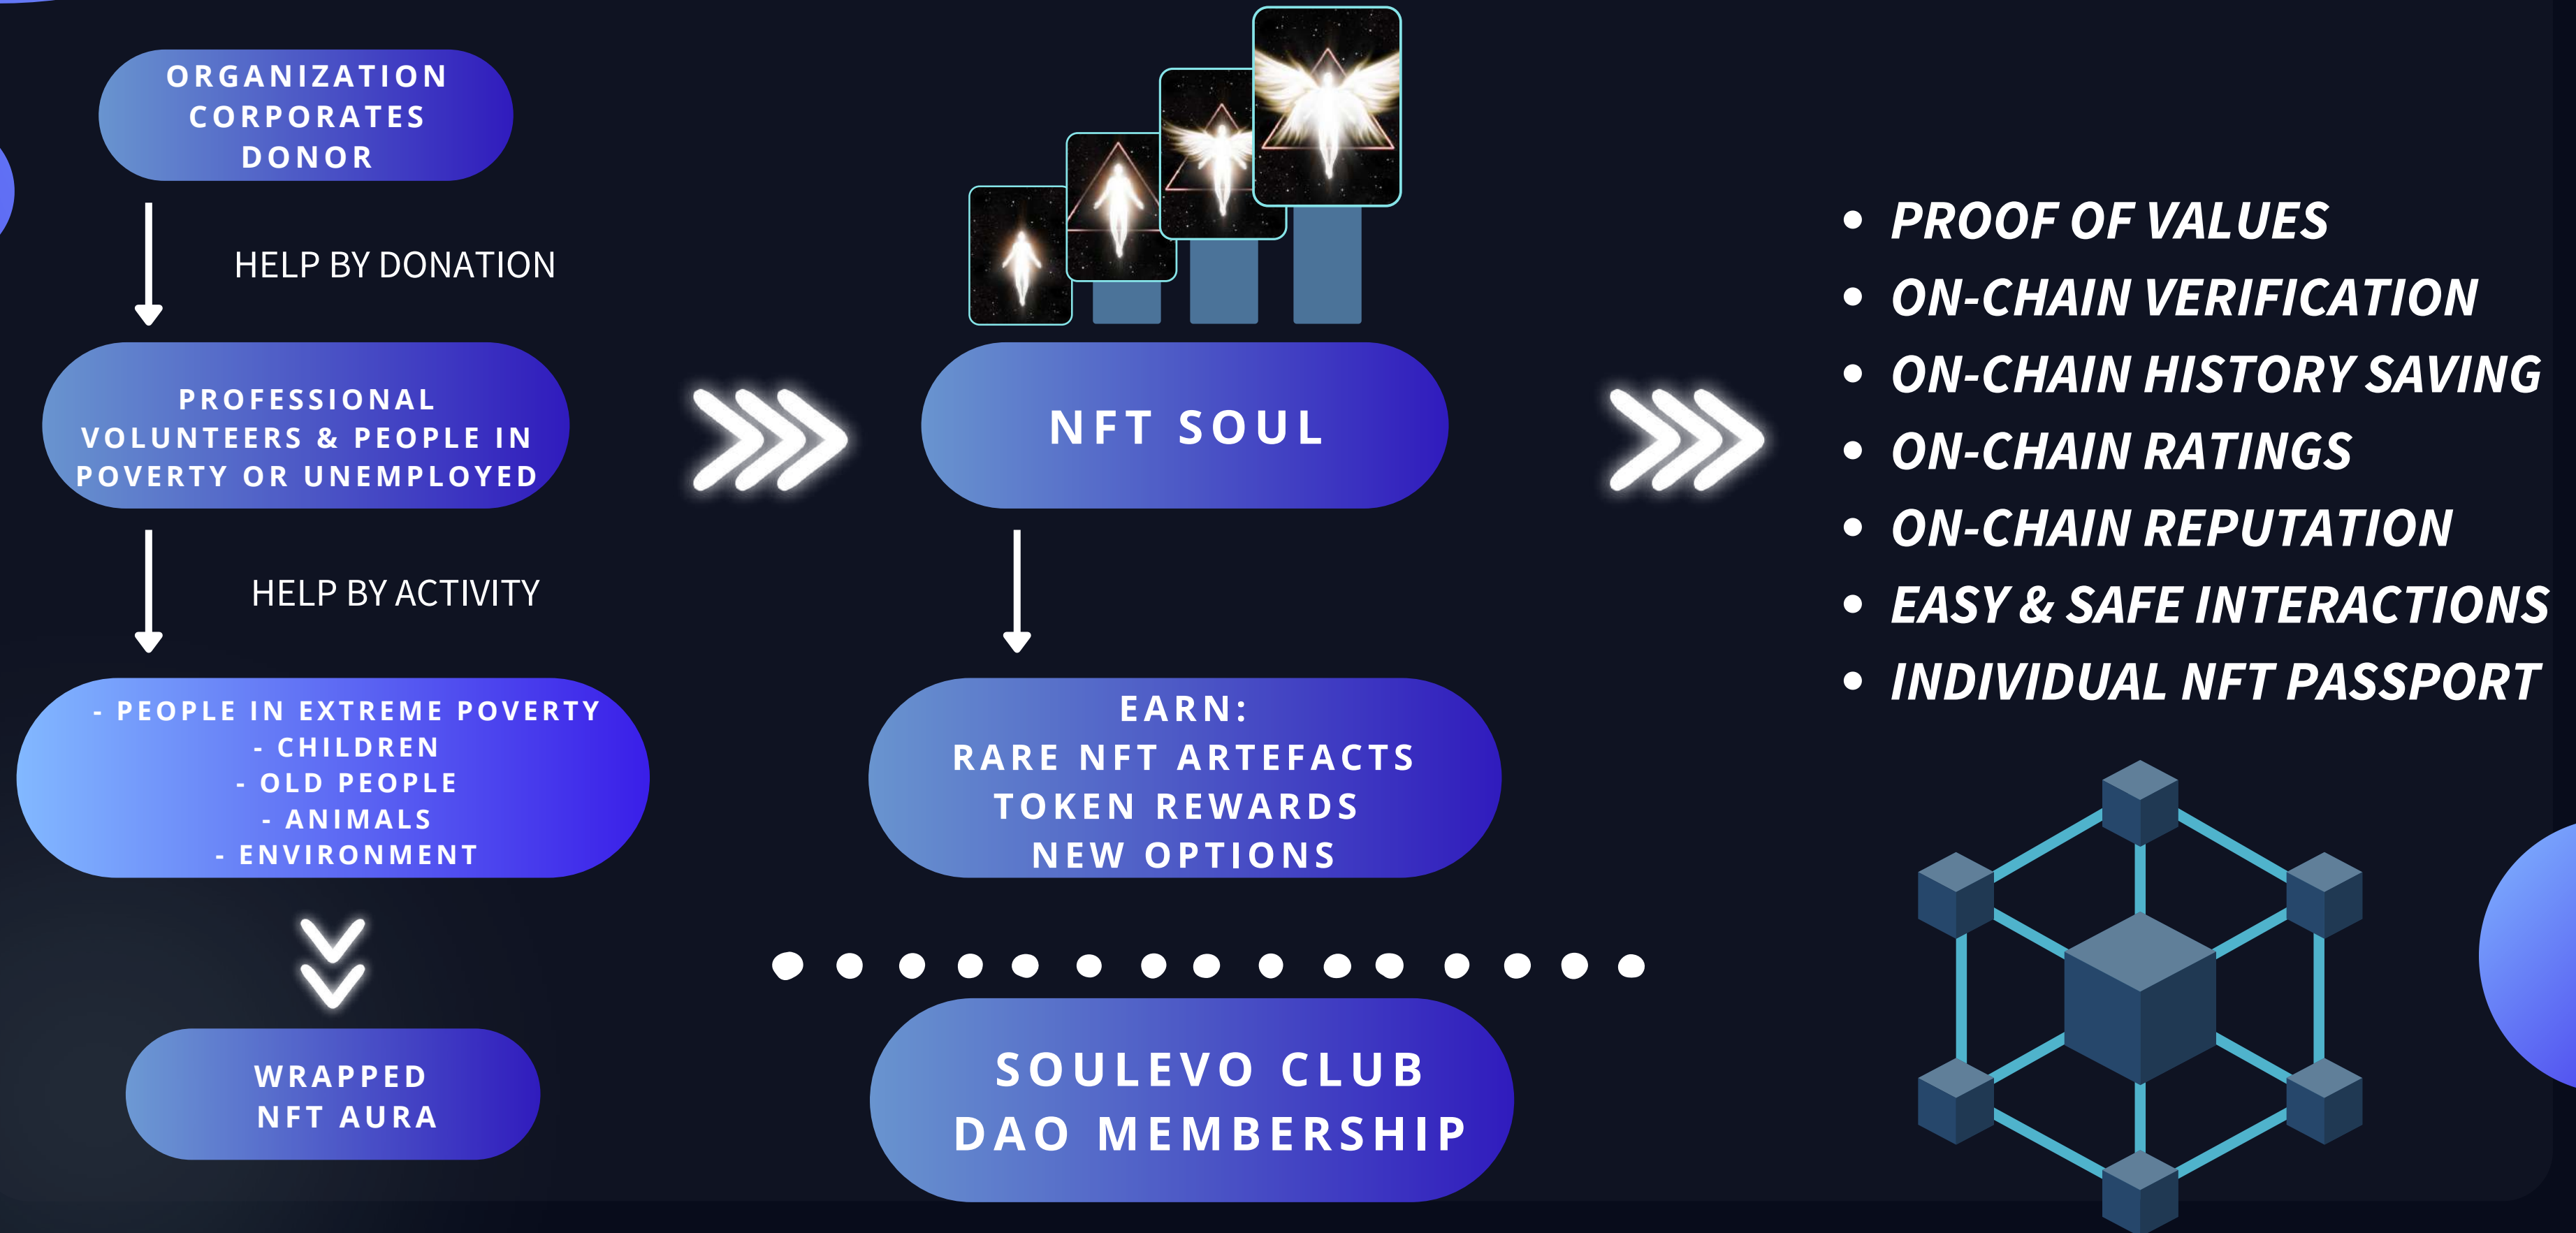 ORGANIZATION
CORPORATES
DONOR
HELP BY DONATION
PROFESSIONAL
VOLUNTEERS & PEOPLE IN
POVERTY OR UNEMPLOYED
HELP BY ACTIVITY
- PEOPLE IN EXTREME POVERTY
- CHILDREN
- OLD PEOPLE
- ANIMALS
- ENVIRONMENT
WRAPPED
NFT AURA
NFT SOUL
EARN:
RARE NFT ARTEFACTS
TOKEN REWARDS
NEW OPTIONS
SOULEVO CLUB
DAO MEMBERSHIP
• PROOF OF VALUES
• ON-CHAIN VERIFICATION
• ON-CHAIN HISTORY SAVING
• ON-CHAIN RATINGS
• ON-CHAIN REPUTATION
• EASY & SAFE INTERACTIONS
• INDIVIDUAL NFT PASSPORT